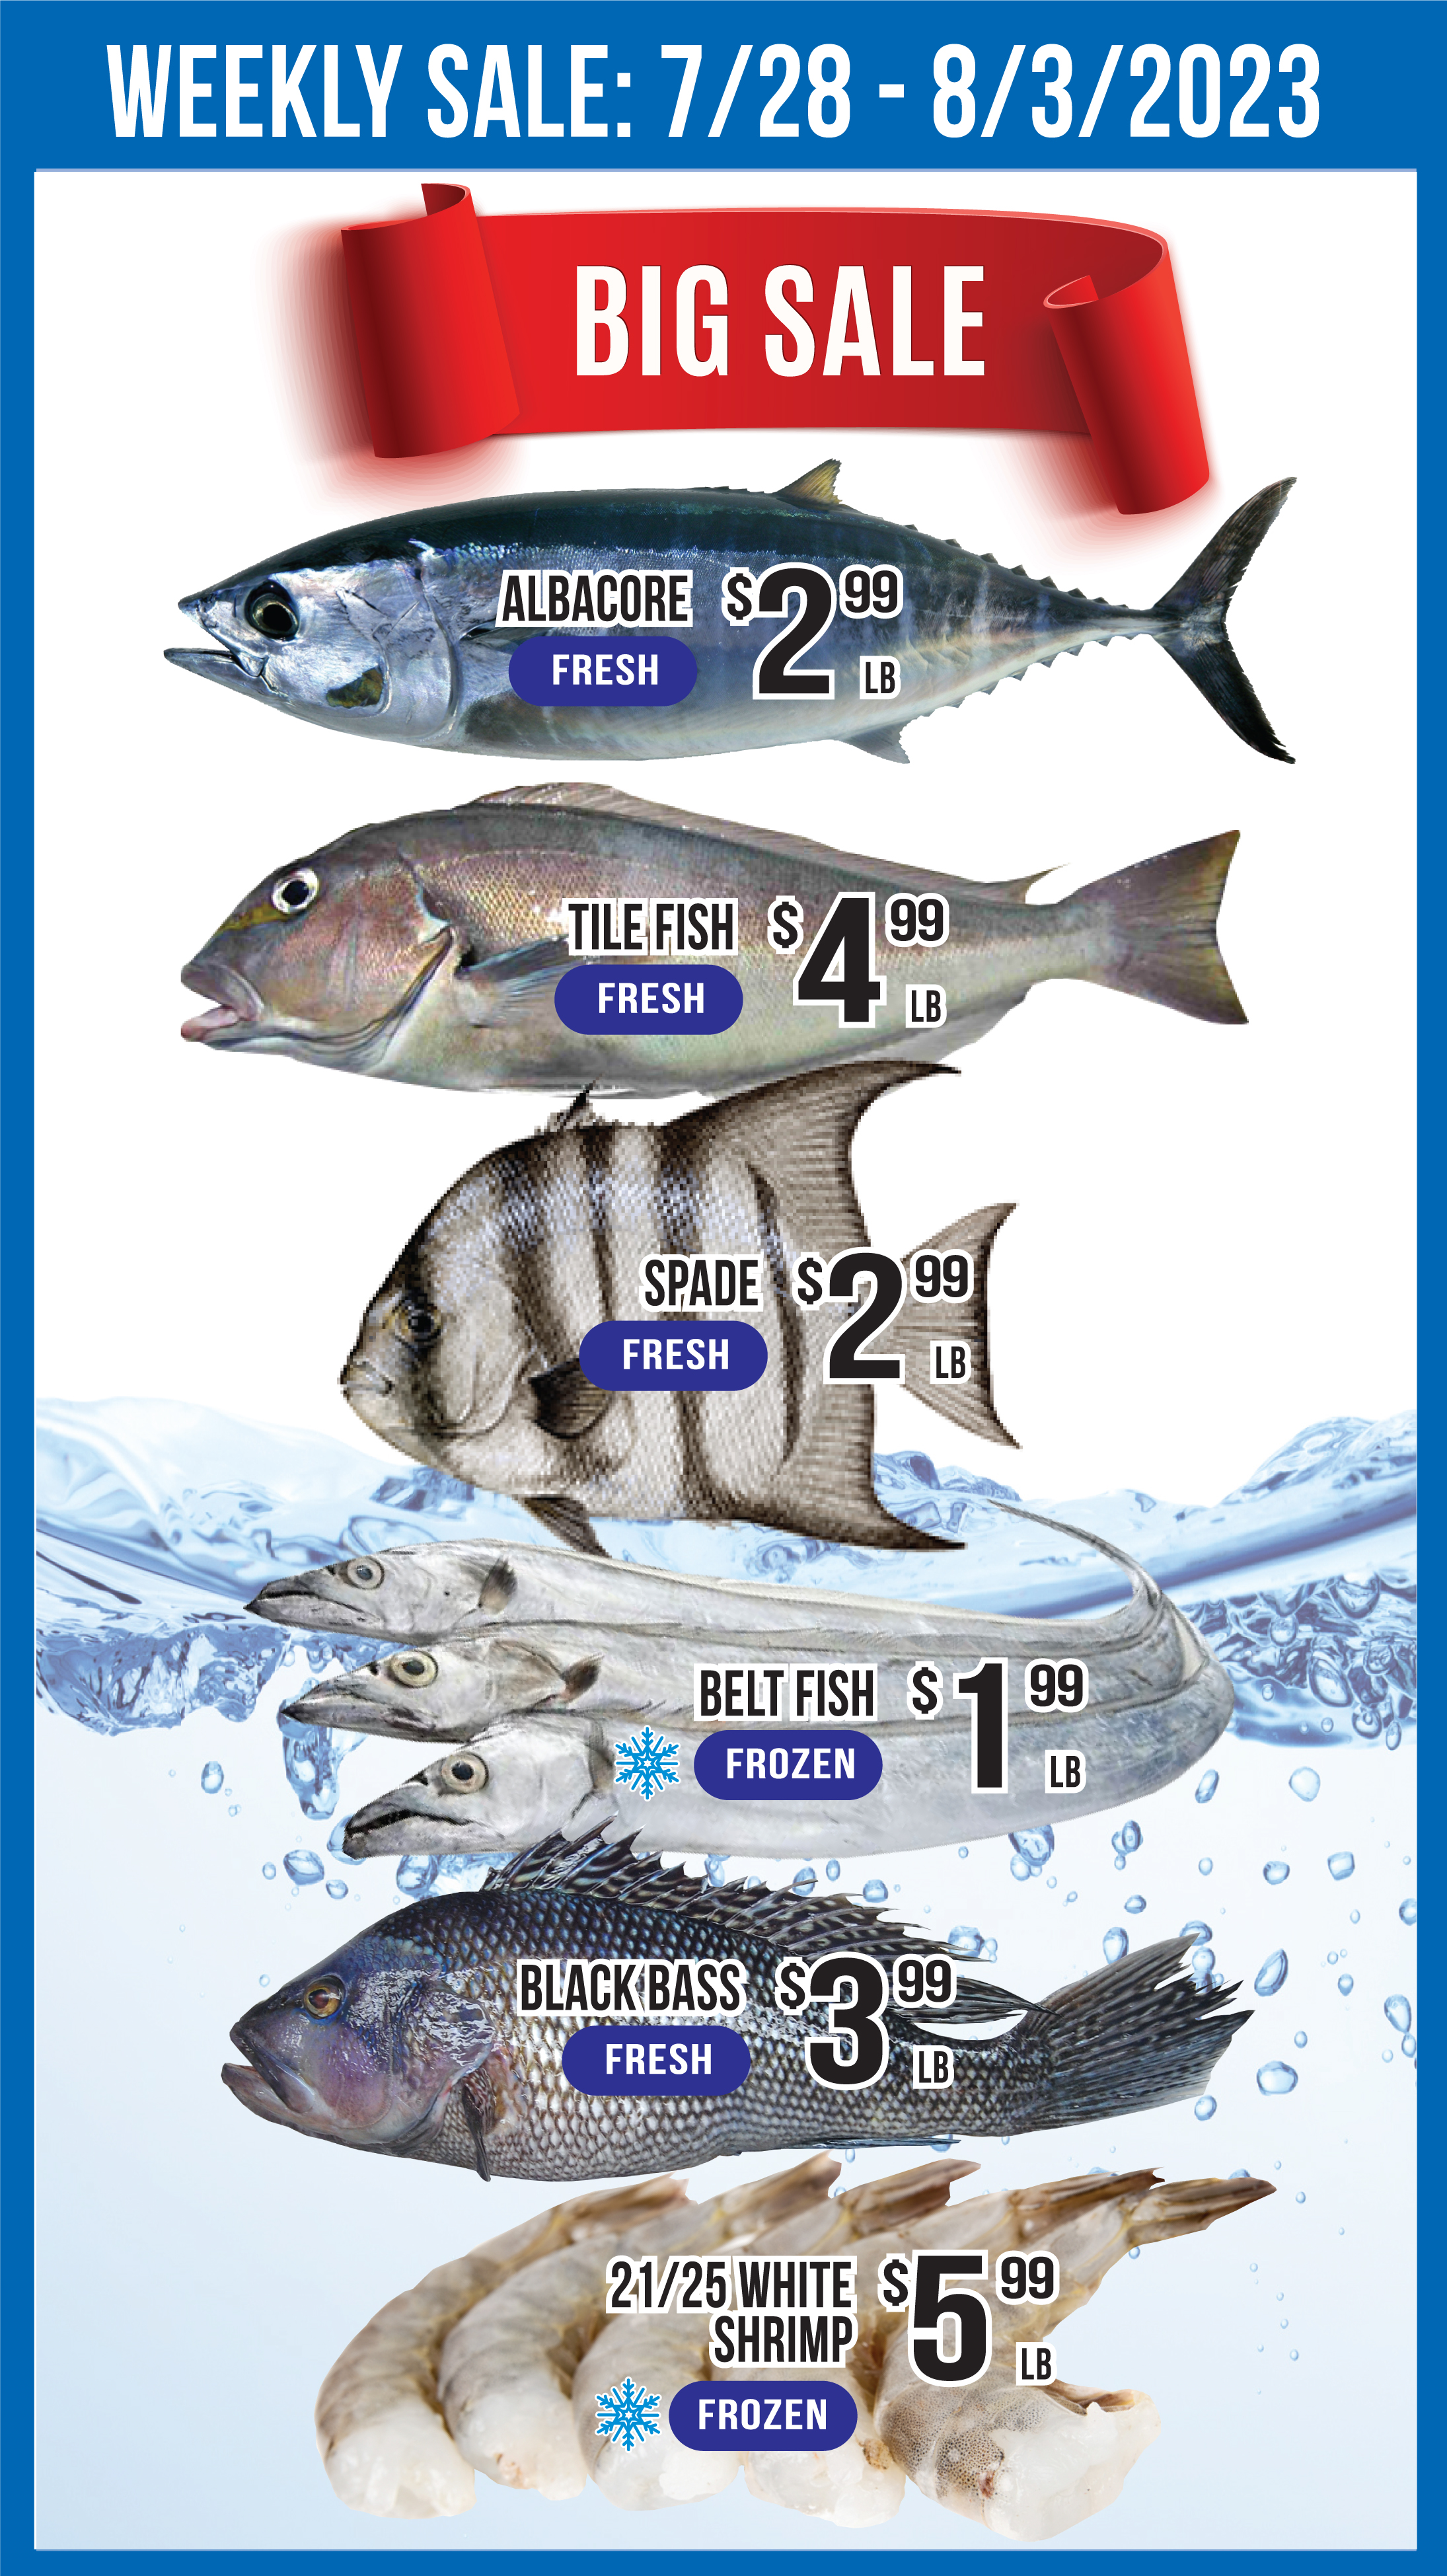 WEEKLY SALE: 7/28 - 8/3/2023
BIG SALE
ALBACORE $2 99
FRESH LB
TILE FISH $4 99
FRESH LB
SPADE $2 99
FRESH LB
BELT FISH $1 99
FROZEN LB
BLACK BASS $3 99
FRESH LB
21/25 WHITE $5 99
SHRIMP LB
FROZEN